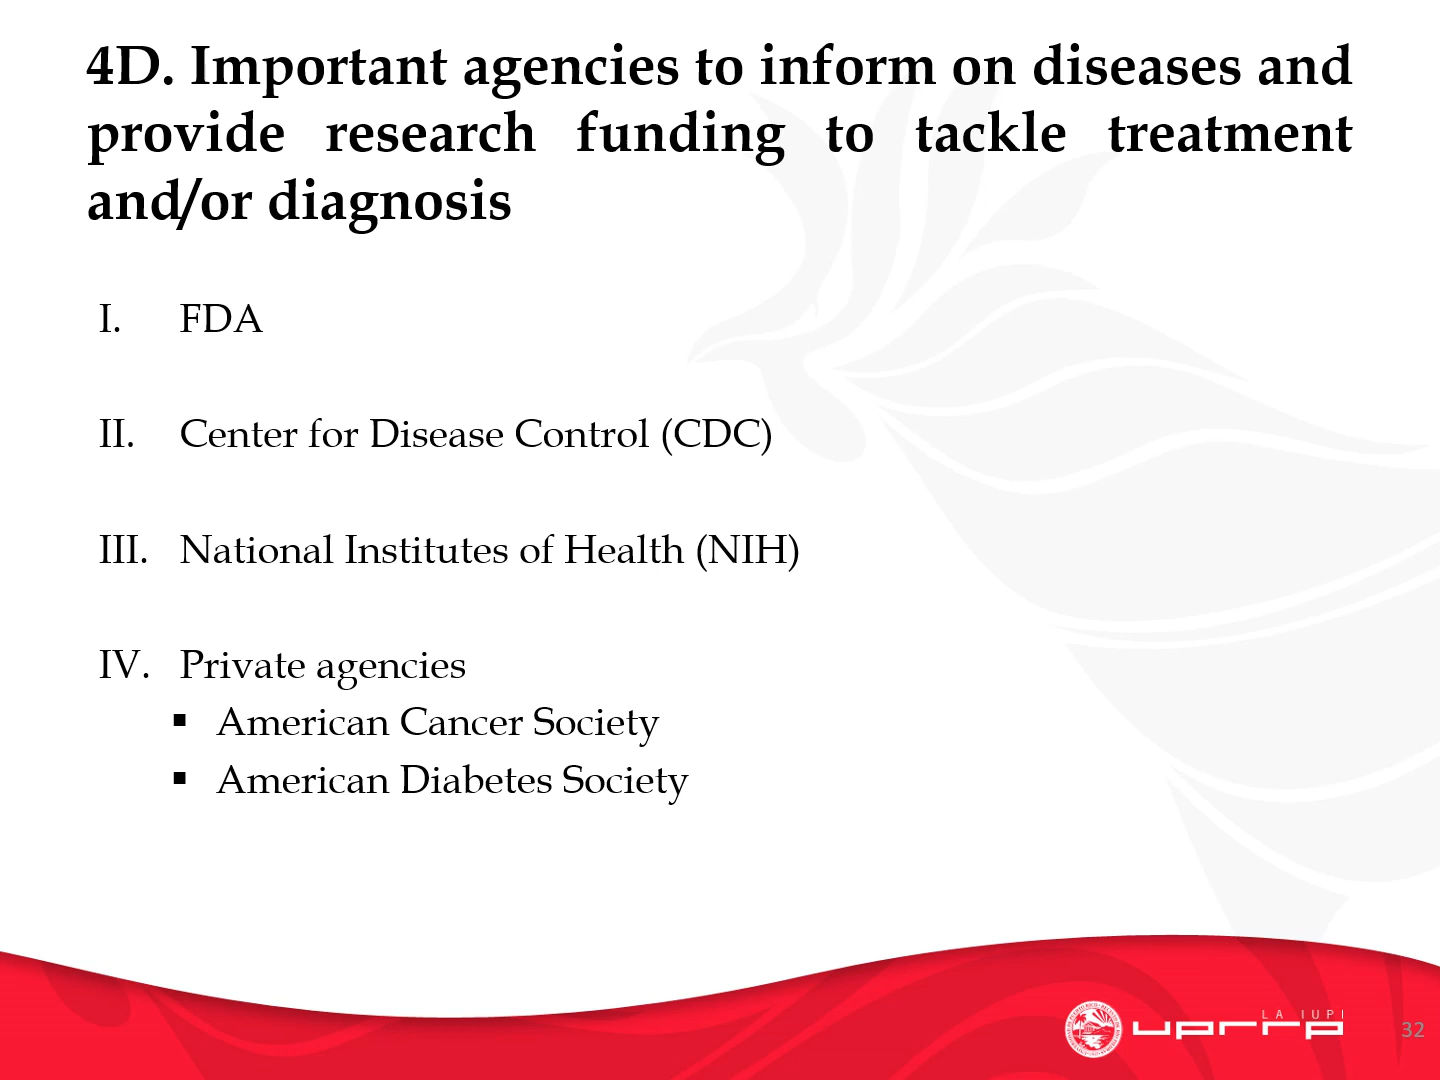 4D. Important agencies to inform on diseases and
provide research funding to tackle treatment
and/or diagnosis
I. FDA
II. Center for Disease Control (CDC)
III. National Institutes of Health (NIH)
IV. Private agencies
▪ American Cancer Society
▪ American Diabetes Society
LA IUPI
uprrp
32